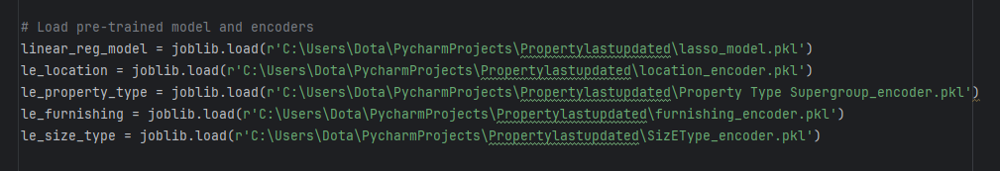 # Load pre-trained model and encoders
linear_reg_model = joblib.load(r'C:\Users\Dota\PycharmProjects\Propertylastupdated\lasso_model.pkl')
le_location = joblib.load(r'C:\Users\Dota\PycharmProjects\Propertylastupdated\location_encoder.pkl')
le_property_type = joblib.load(r'C:\Users\Dota\PycharmProjects\Propertylastupdated\Property Type Supergroup_encoder.pkl')
le_furnishing = joblib.load(r'C:\Users\Dota\PycharmProjects\Propertylastupdated\furnishing_encoder.pkl')
le_size_type = joblib.load(r'C:\Users\Dota\PycharmProjects\Propertylastupdated\SizEType_encoder.pkl')